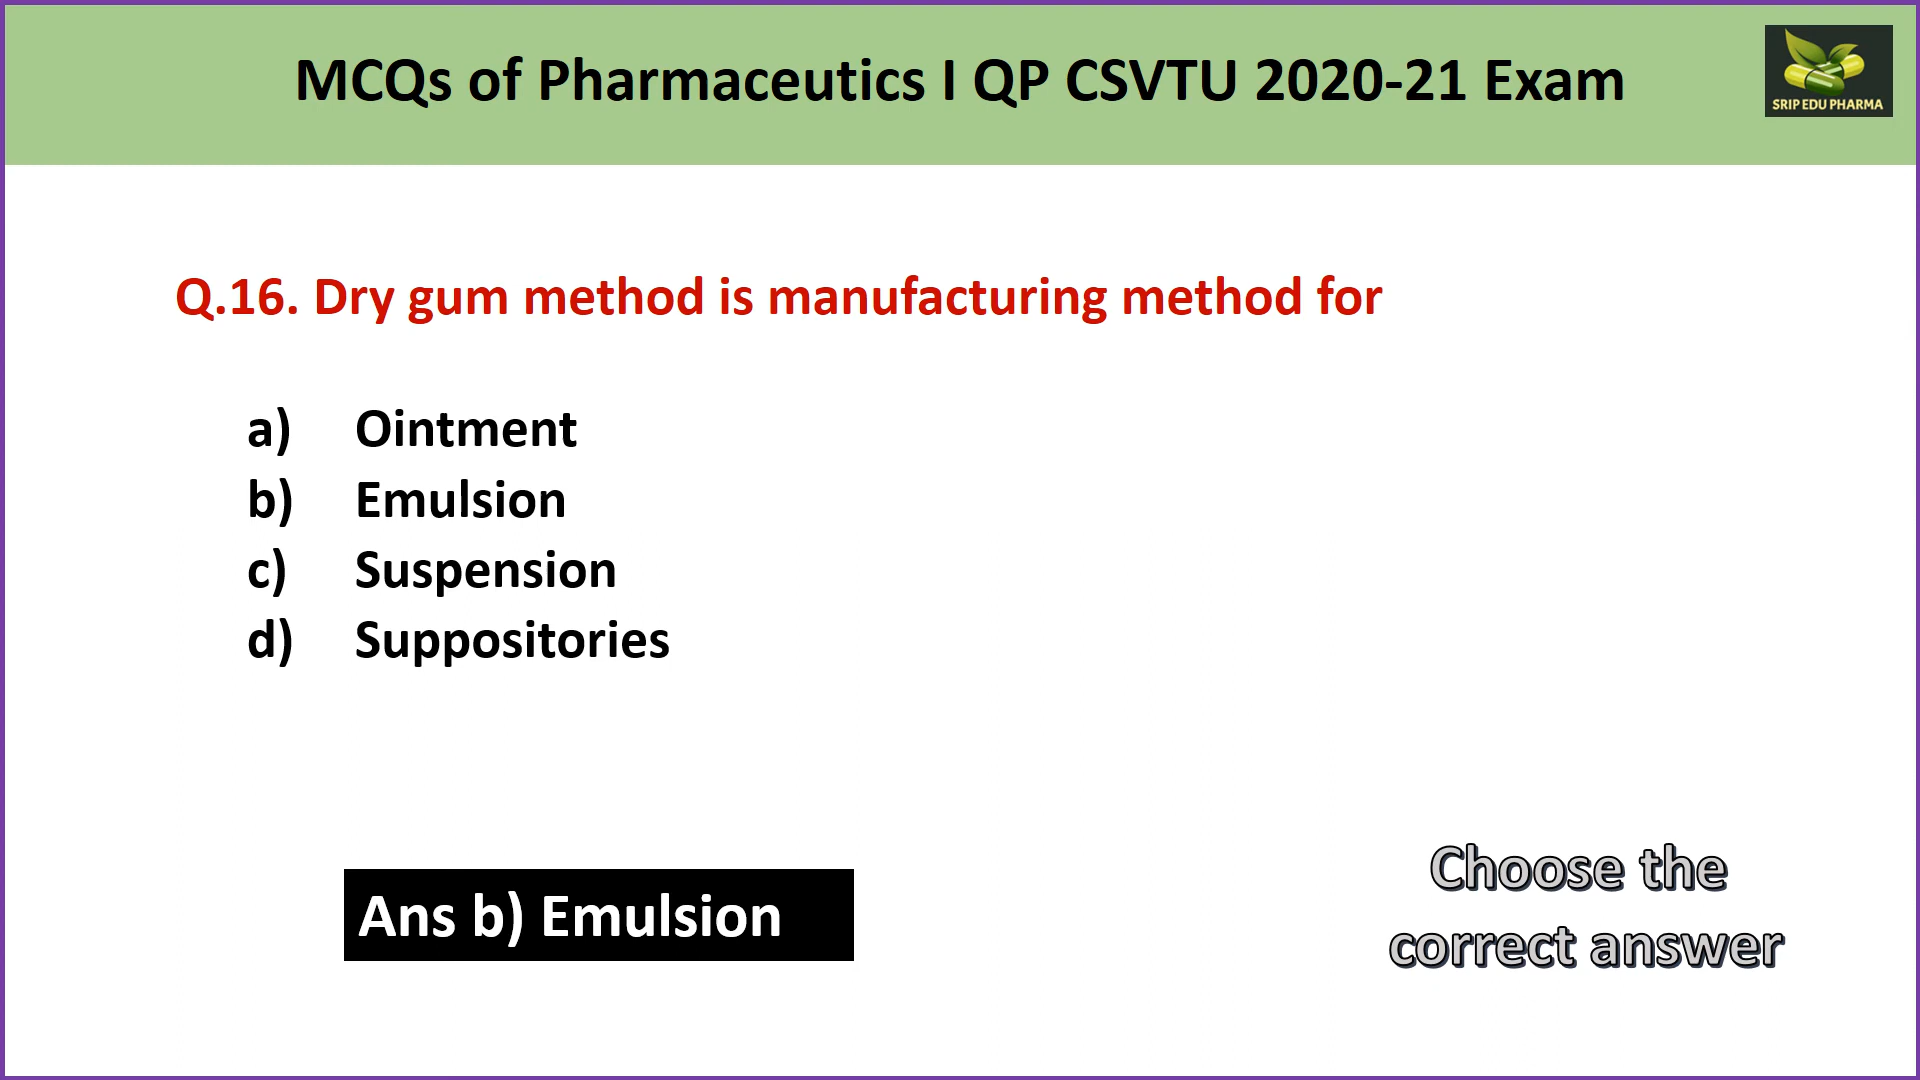 MCQs of Pharmaceutics I QP CSVTU 2020-21 Exam
SRIP EDU PHARMA
Q.16. Dry gum method is manufacturing method for
a) Ointment
b) Emulsion
c) Suspension
d) Suppositories
Ans b) Emulsion
Choose the
correct answer